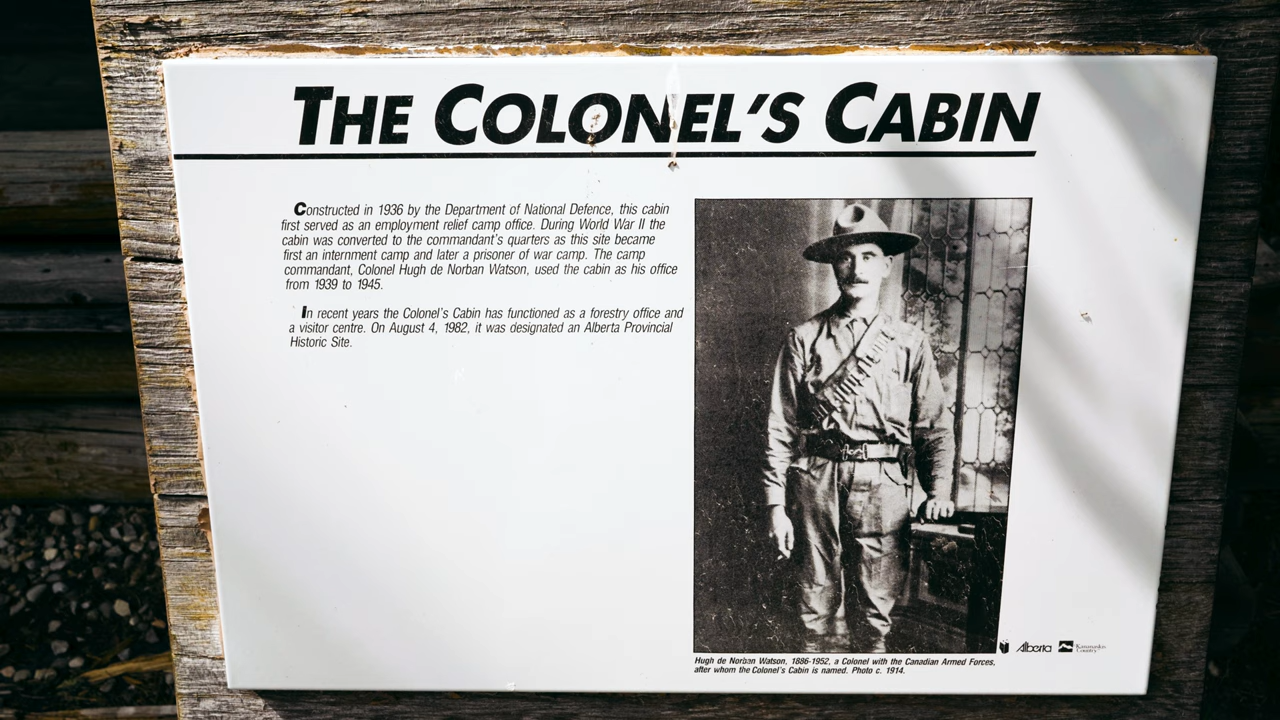 THE COLONEL'S CABIN
Constructed in 1936 by the Department of National Defence, this cabin
first served as an employment relief camp office. During World War II the
cabin was converted to the commandant's quarters as this site became
first an internment camp and later a prisoner of war camp. The camp
commandant, Colonel Hugh de Norban Watson, used the cabin as his office
from 1939 to 1945.
In recent years the Colonel's Cabin has functioned as a forestry office and
a visitor centre. On August 4, 1982, it was designated an Alberta Provincial
Historic Site.
Hugh de Norban Watson, 1886-1952, a Colonel with the Canadian Armed Forces,
after whom the Colonel's Cabin is named. Photo c. 1914.
Alberta
Kananaskis
Country